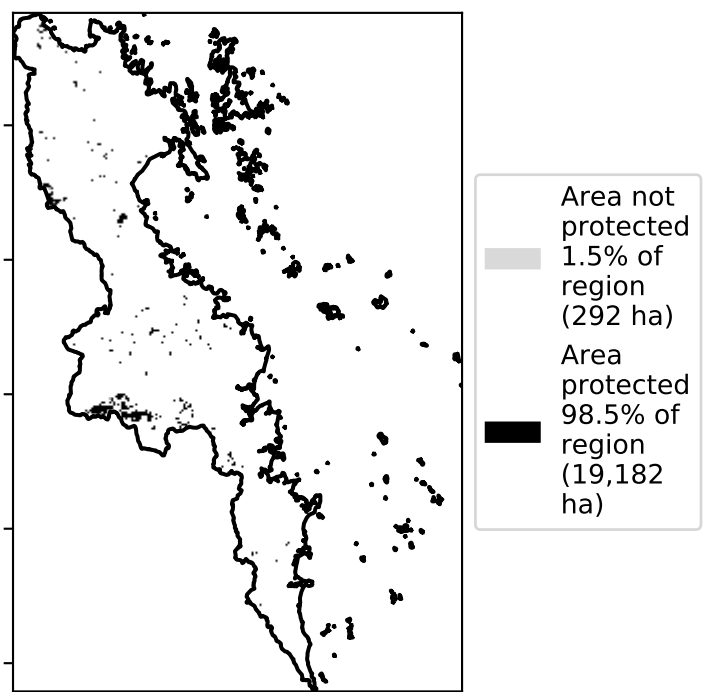 Area not
protected
1.5% of
region
(292 ha)
Area
protected
98.5% of
region
(19,182
ha)